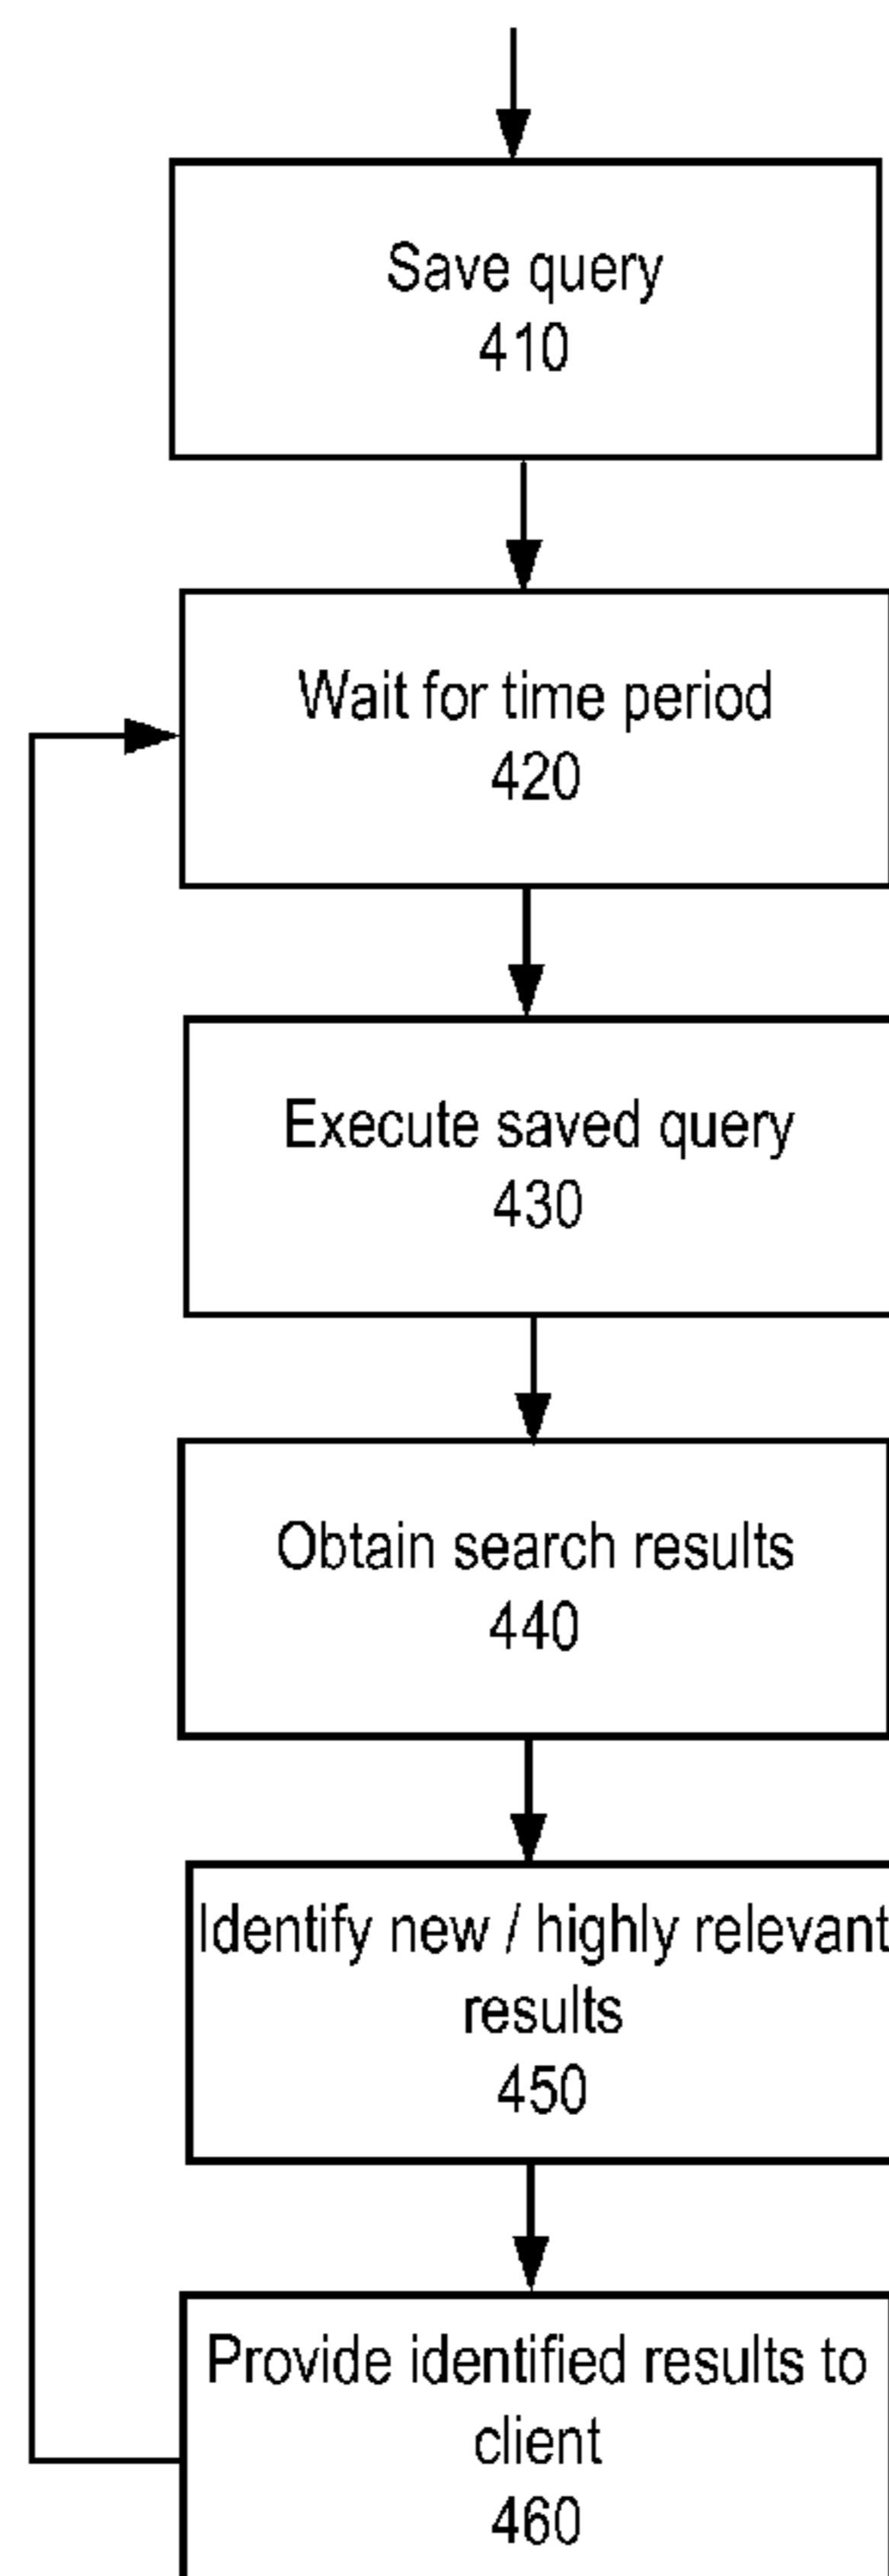 Save query
410
Wait for time period
420
Execute saved query
430
Obtain search results
440
Identify new / highly relevant
results
450
Provide identified results to
client
460